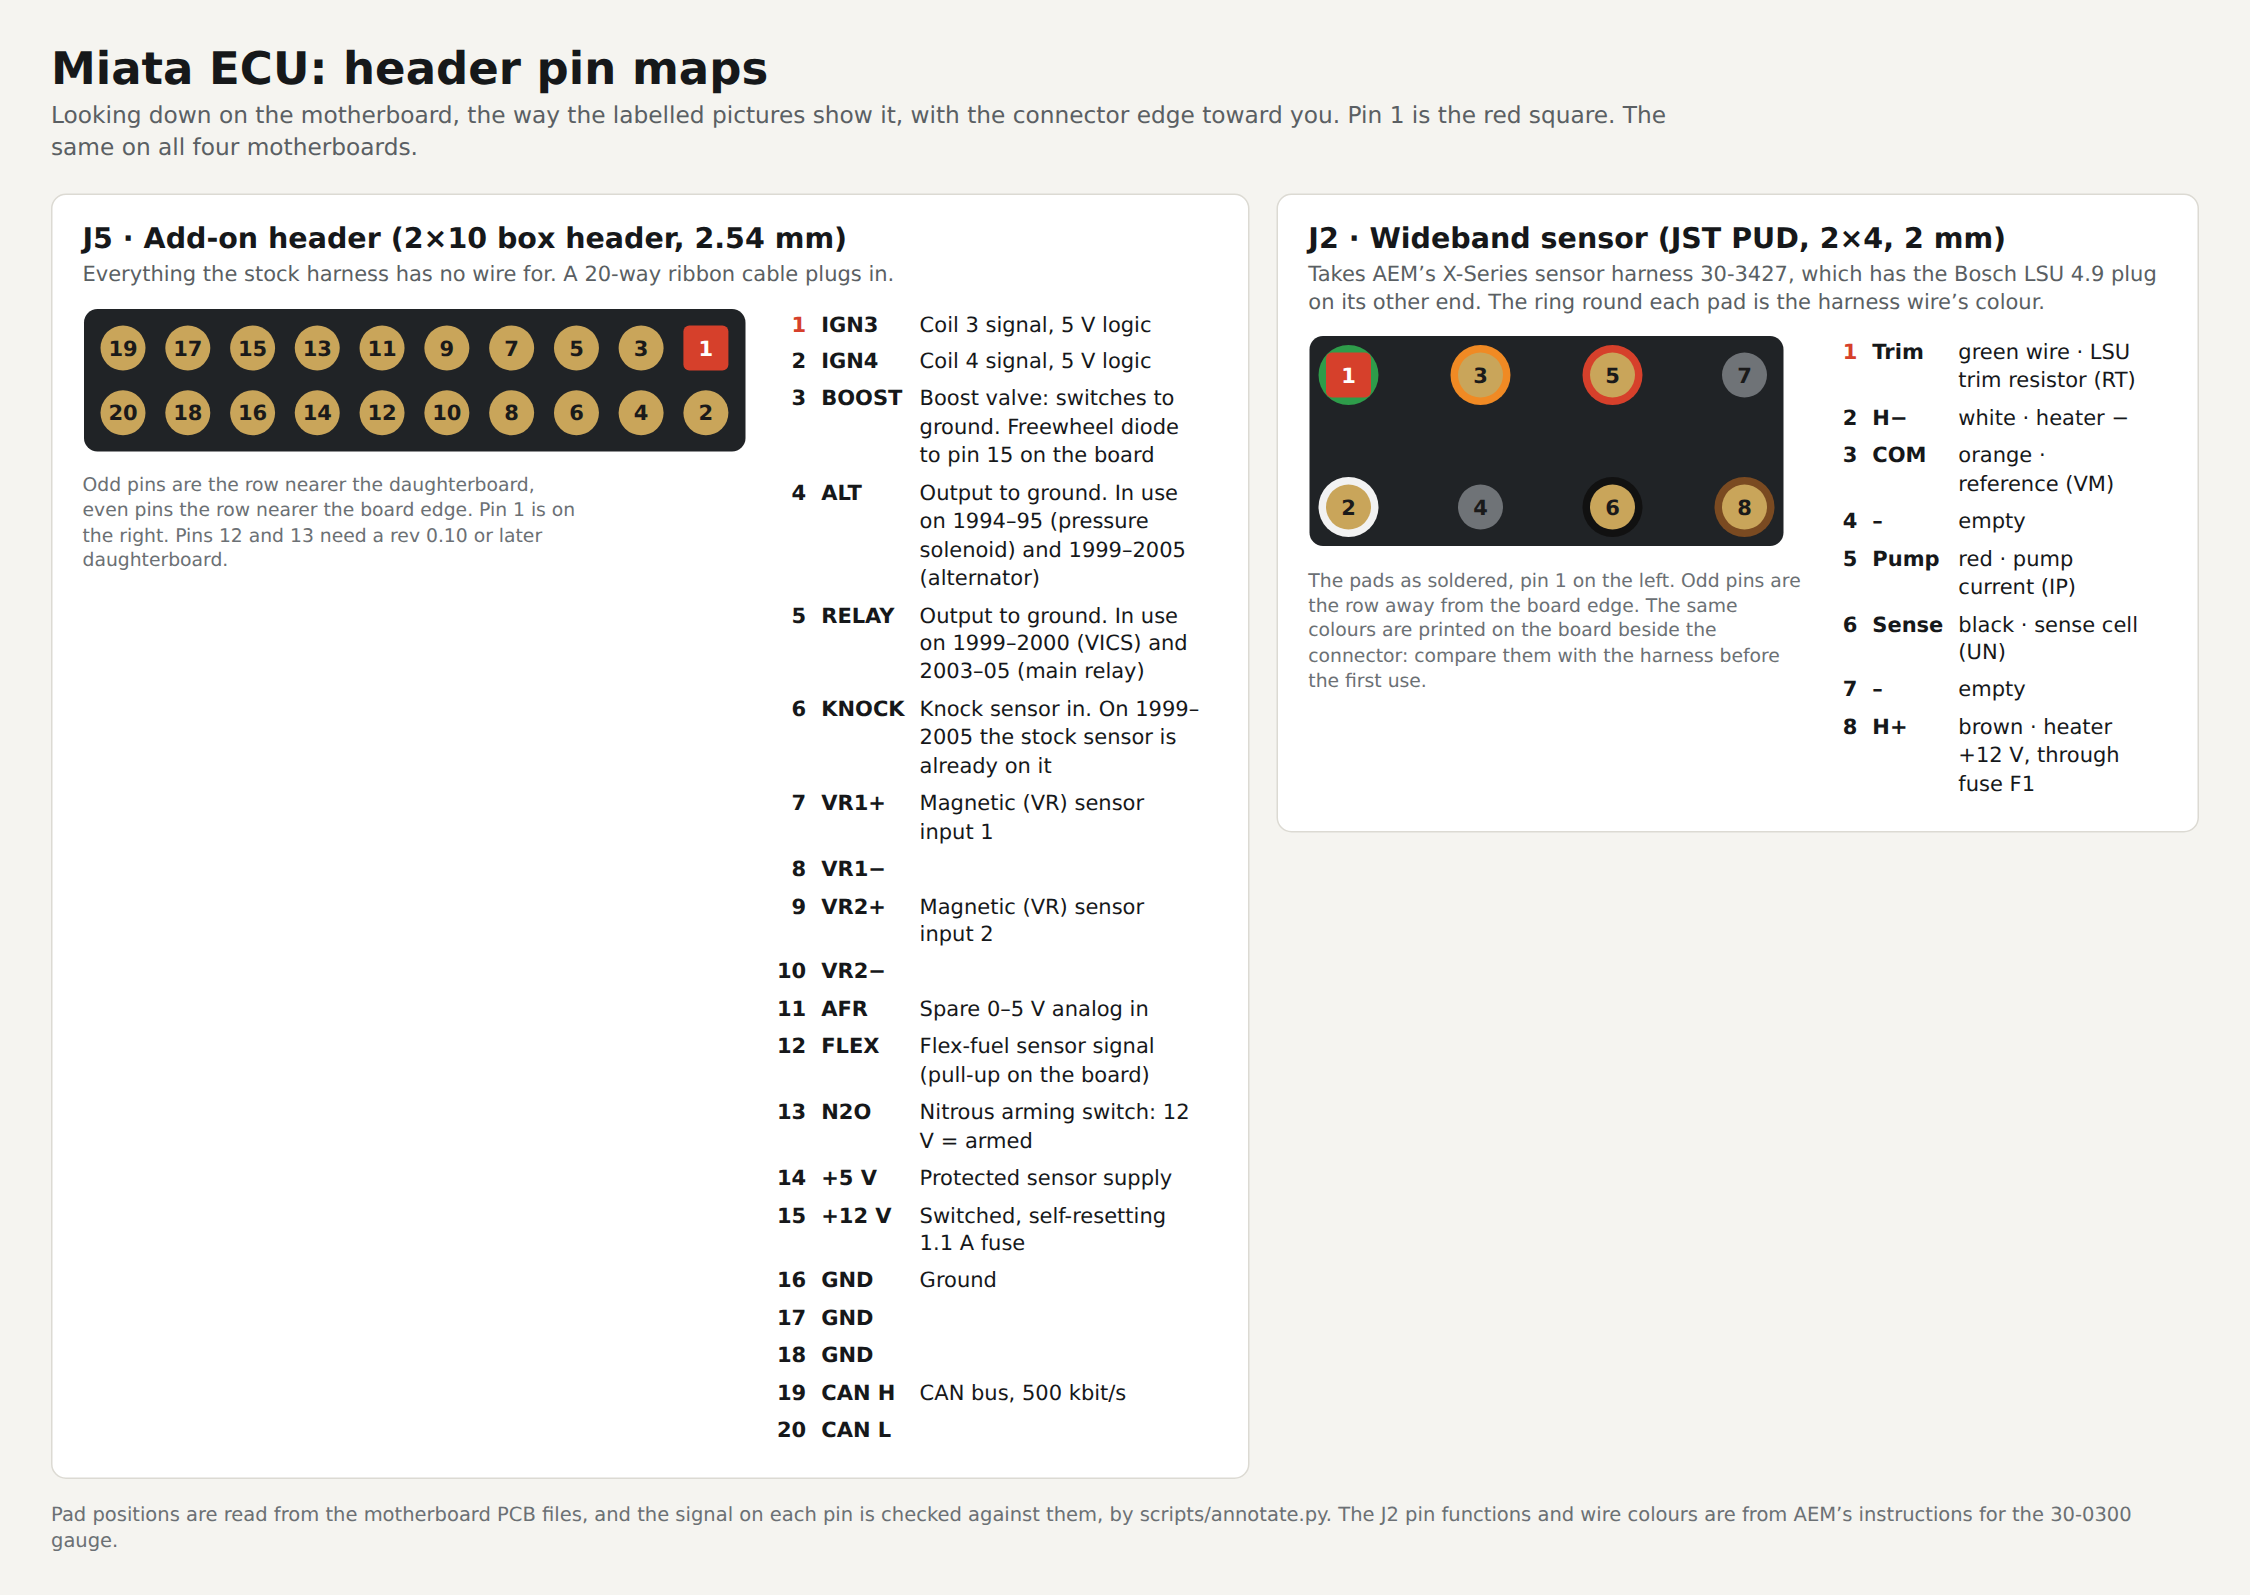 Miata ECU: header pin maps
Looking down on the motherboard, the way the labelled pictures show it, with the connector edge toward you. Pin 1 is the red square. The
same on all four motherboards.
J5 · Add-on header (2×10 box header, 2.54 mm)
Everything the stock harness has no wire for. A 20-way ribbon cable plugs in.
19 17 15 13 11 9 7 5 3 1
20 18 16 14 12 10 8 6 4 2
Odd pins are the row nearer the daughterboard,
even pins the row nearer the board edge. Pin 1 is on
the right. Pins 12 and 13 need a rev 0.10 or later
daughterboard.
1 IGN3 Coil 3 signal, 5 V logic
2 IGN4 Coil 4 signal, 5 V logic
3 BOOST Boost valve: switches to
ground. Freewheel diode
to pin 15 on the board
4 ALT Output to ground. In use
on 1994–95 (pressure
solenoid) and 1999–2005
(alternator)
5 RELAY Output to ground. In use
on 1999–2000 (VICS) and
2003–05 (main relay)
6 KNOCK Knock sensor in. On 1999–
2005 the stock sensor is
already on it
7 VR1+ Magnetic (VR) sensor
input 1
8 VR1−
9 VR2+ Magnetic (VR) sensor
input 2
10 VR2−
11 AFR Spare 0–5 V analog in
12 FLEX Flex-fuel sensor signal
(pull-up on the board)
13 N2O Nitrous arming switch: 12
V = armed
14 +5 V Protected sensor supply
15 +12 V Switched, self-resetting
1.1 A fuse
16 GND Ground
17 GND
18 GND
19 CAN H CAN bus, 500 kbit/s
20 CAN L
J2 · Wideband sensor (JST PUD, 2×4, 2 mm)
Takes AEM’s X-Series sensor harness 30-3427, which has the Bosch LSU 4.9 plug
on its other end. The ring round each pad is the harness wire’s colour.
1 3 5 7
2 4 6 8
The pads as soldered, pin 1 on the left. Odd pins are
the row away from the board edge. The same
colours are printed on the board beside the
connector: compare them with the harness before
the first use.
1 Trim green wire · LSU
trim resistor (RT)
2 H− white · heater −
3 COM orange ·
reference (VM)
4 – empty
5 Pump red · pump
current (IP)
6 Sense black · sense cell
(UN)
7 – empty
8 H+ brown · heater
+12 V, through
fuse F1
Pad positions are read from the motherboard PCB files, and the signal on each pin is checked against them, by scripts/annotate.py. The J2 pin functions and wire colours are from AEM’s instructions for the 30-0300
gauge.